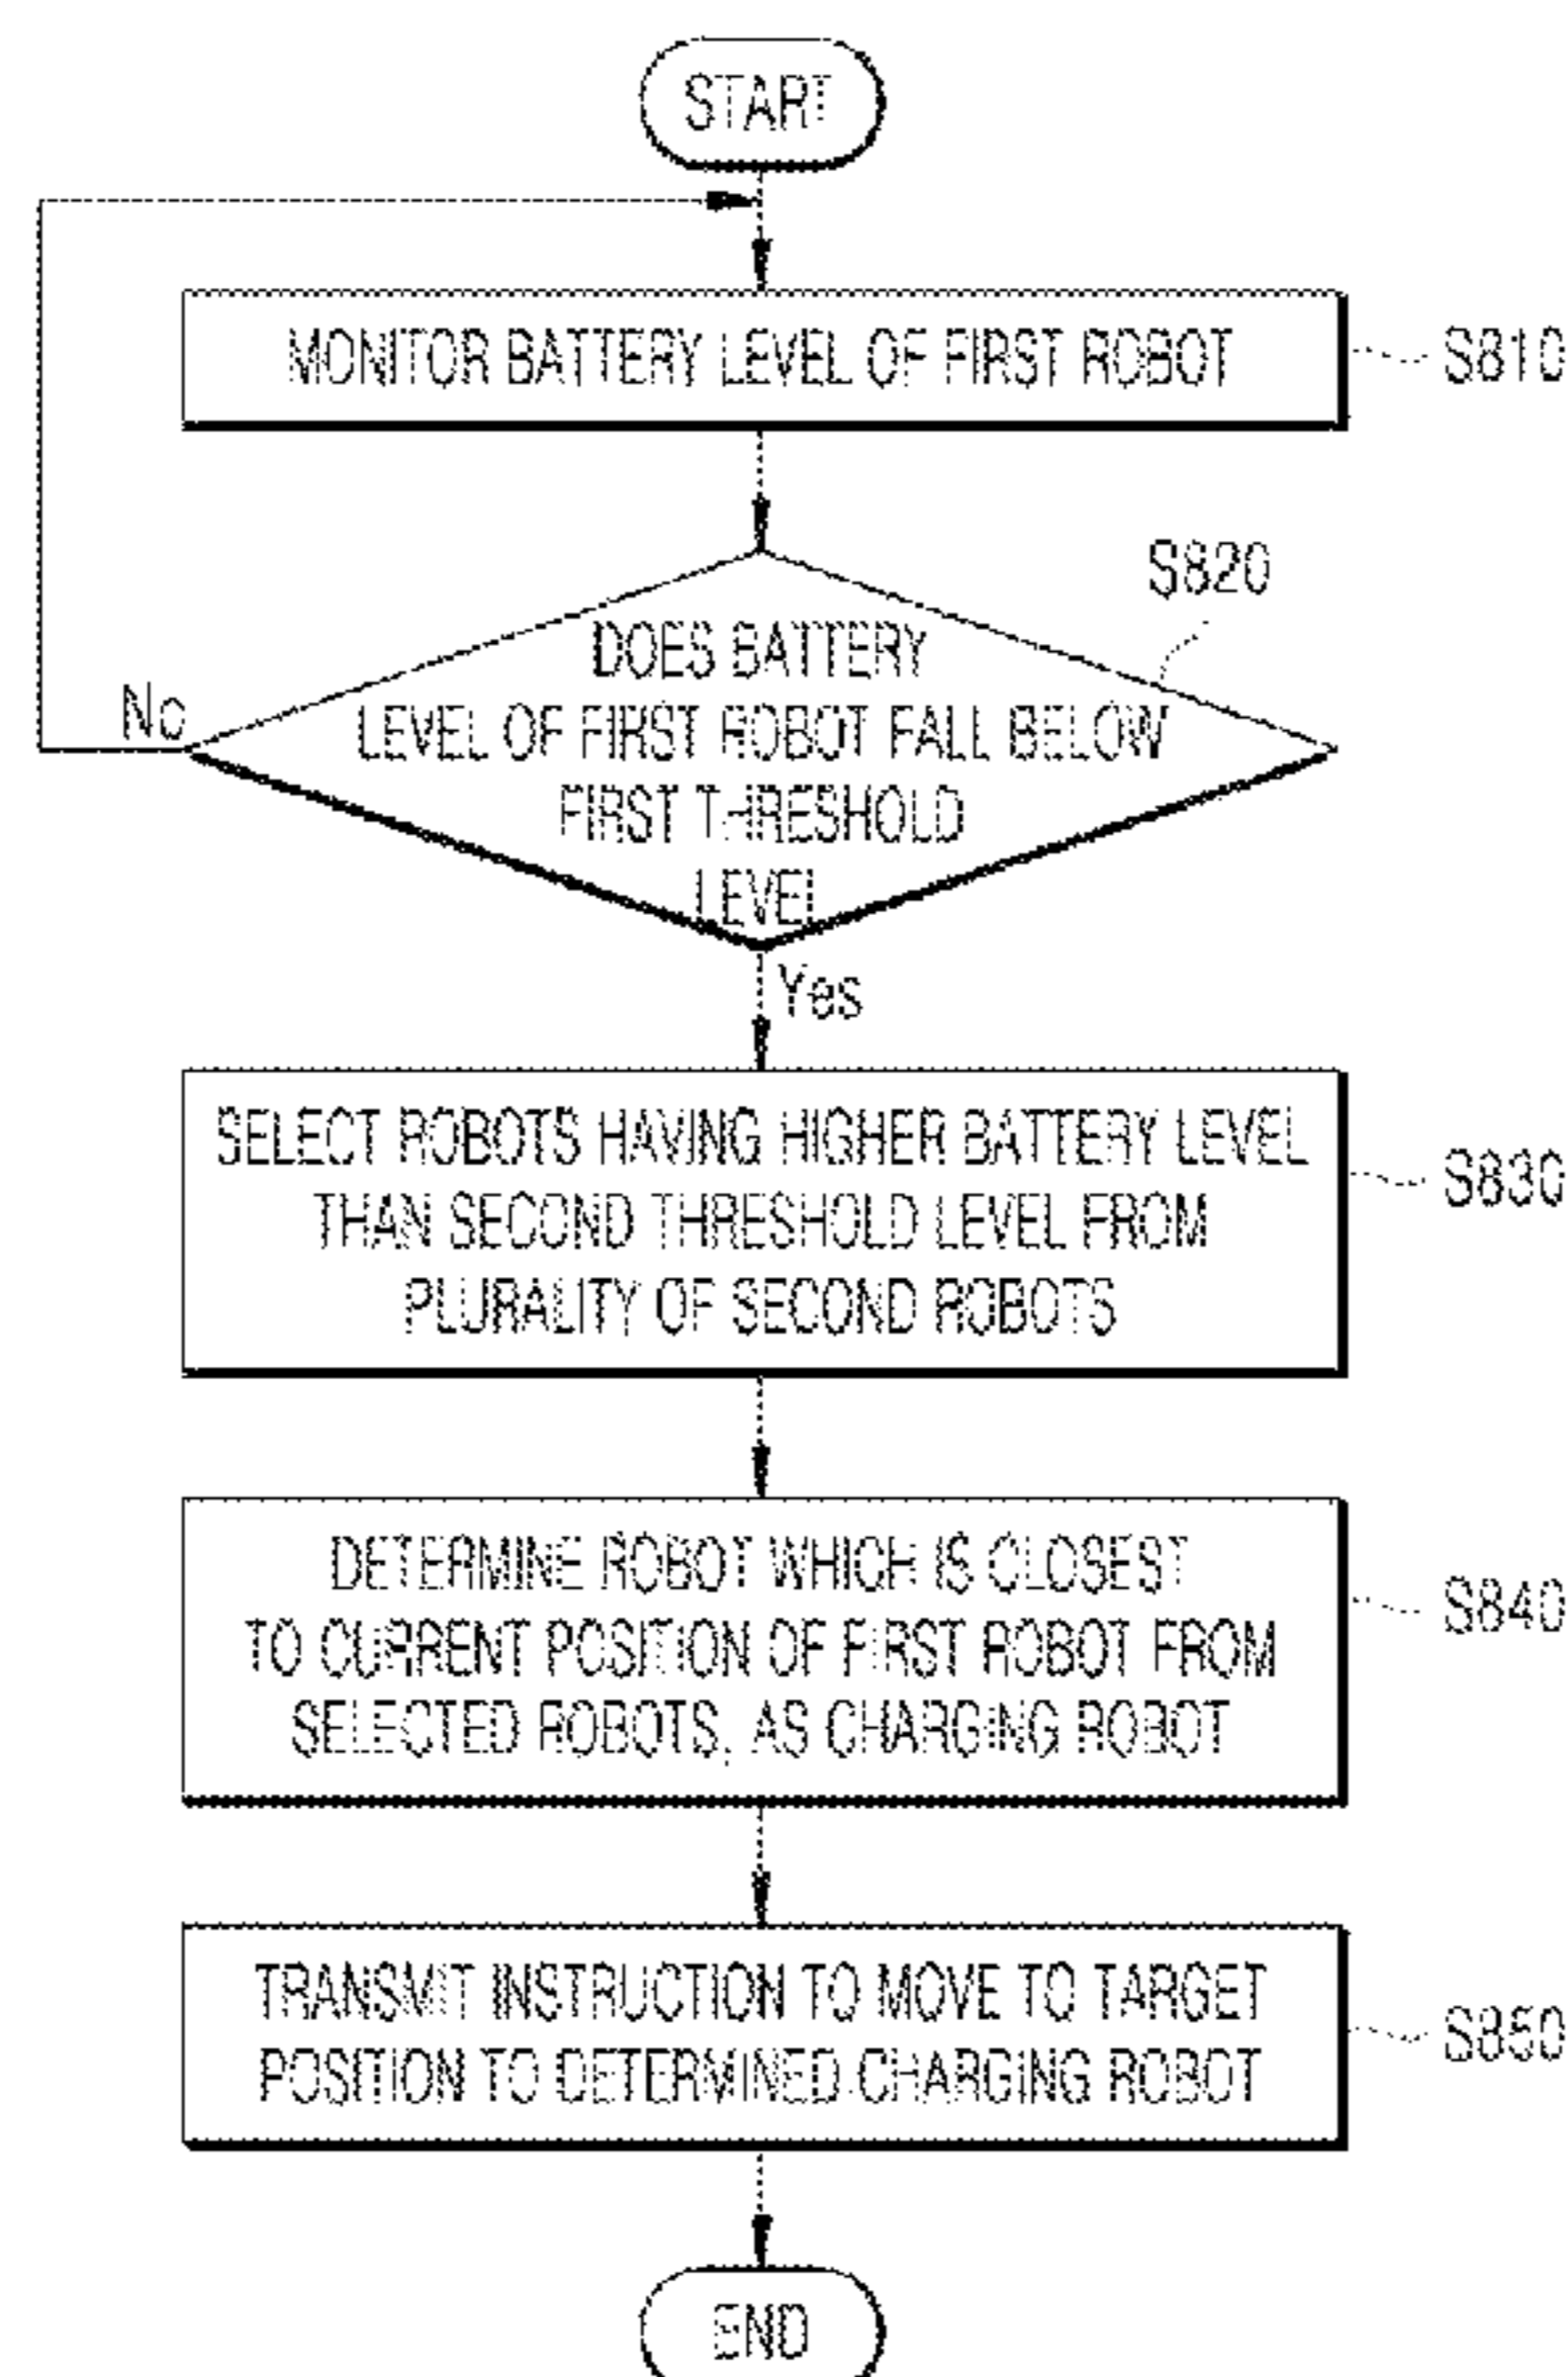 START
MONITOR BATTERY LEVEL OF FIRST ROBOT
S810
S820
DOES BATTERY
LEVEL OF FIRST ROBOT FALL BELOW
FIRST THRESHOLD
LEVEL
No
Yes
SELECT ROBOTS HAVING HIGHER BATTERY LEVEL
THAN SECOND THRESHOLD LEVEL FROM
PLURALITY OF SECOND ROBOTS
S830
DETERMINE ROBOT WHICH IS CLOSEST
TO CURRENT POSITION OF FIRST ROBOT FROM
SELECTED ROBOTS, AS CHARGING ROBOT
S840
TRANSMIT INSTRUCTION TO MOVE TO TARGET
POSITION TO DETERMINED CHARGING ROBOT
S850
END